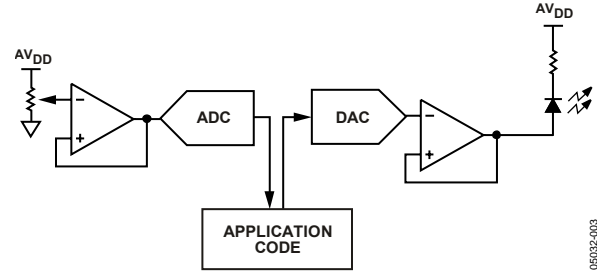 AVDD
AVDD
−
+
ADC
DAC
−
+
APPLICATION
CODE
05032-003